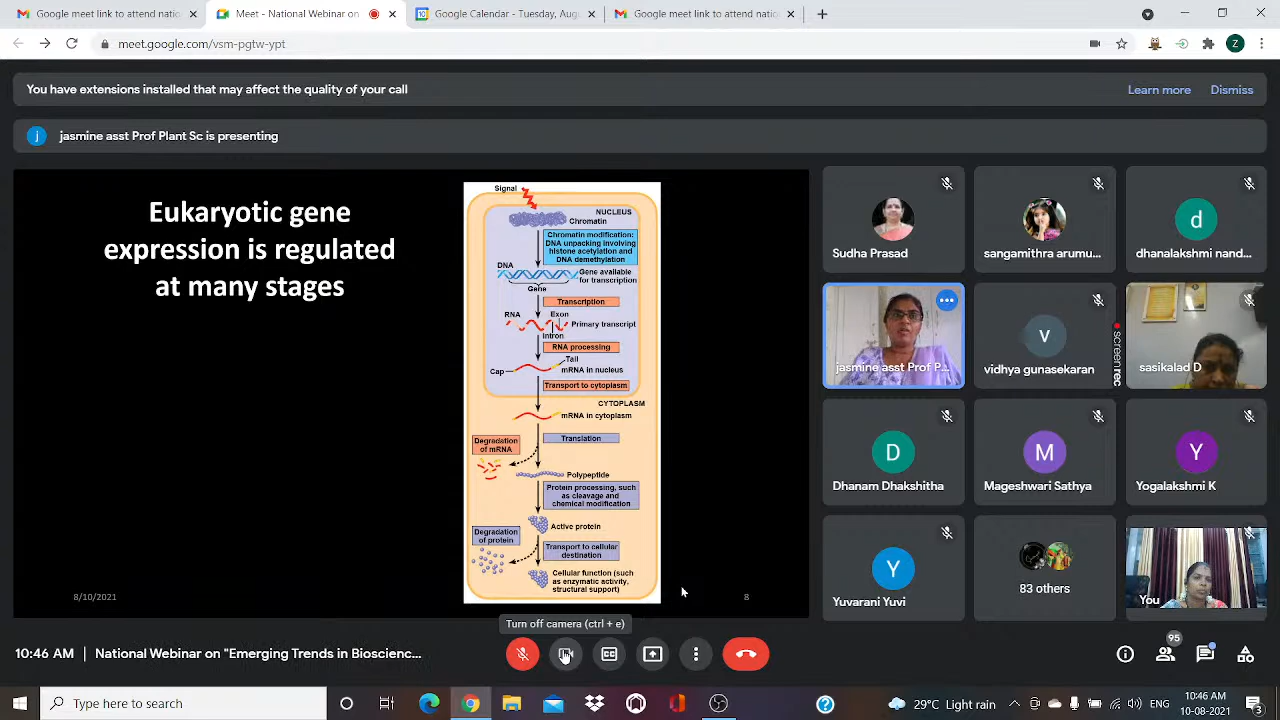 Google meet link to attend natio
Meet - National Webinar on
Google Calendar - Tuesday, Aug
Google meet link to attend natio
meet.google.com/vsm-pgtw-ypt
Z
You have extensions installed that may affect the quality of your call
Learn more
Dismiss
j
jasmine asst Prof Plant Sc is presenting
Eukaryotic gene
expression is regulated
at many stages
Signal
NUCLEUS
Chromatin
Chromatin modification:
DNA unpacking involving
histone acetylation and
DNA demethylation
DNA
Gene available
for transcription
Gene
Transcription
RNA
Exon
Primary transcript
Intron
RNA processing
Tail
Cap
mRNA in nucleus
Transport to cytoplasm
CYTOPLASM
mRNA in cytoplasm
Degradation
of mRNA
Translation
Polypeptide
Protein processing, such
as cleavage and
chemical modification
Active protein
Degradation
of protein
Transport to cellular
destination
Cellular function (such
as enzymatic activity,
structural support)
8/10/2021
8
Sudha Prasad
sangamithra arumu...
d
dhanalakshmi nand...
jasmine asst Prof P...
v
vidhya gunasekaran
screenrec
sasikalad D
D
Dhanam Dhakshitha
M
Mageshwari Sathya
Y
Yogalakshmi K
Y
Yuvarani Yuvi
83 others
You
Turn off camera (ctrl + e)
10:46 AM | National Webinar on "Emerging Trends in Bioscienc...
95
Type here to search
29°C Light rain
ENG
10:46 AM
10-08-2021